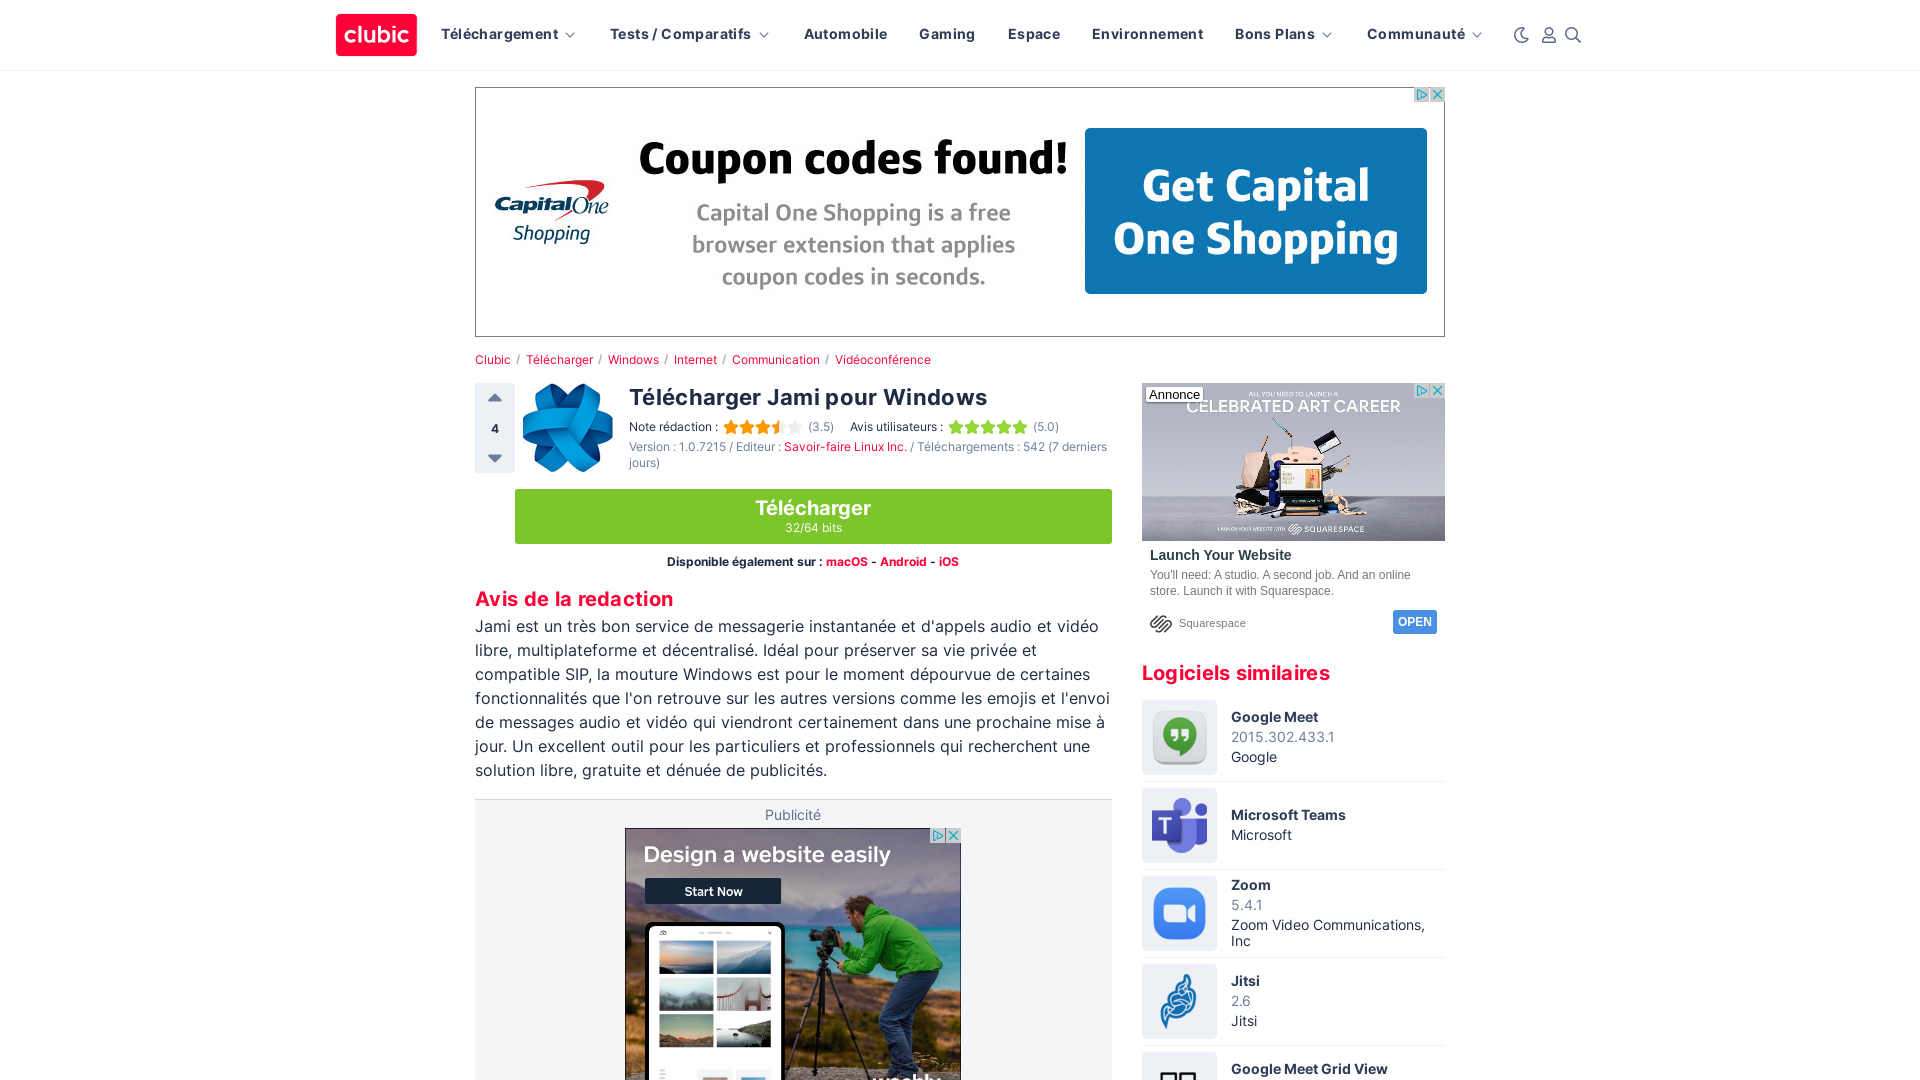 clubic Téléchargement Tests / Comparatifs Automobile Gaming Espace Environnement Bons Plans Communauté
Coupon codes found!
Capital One Shopping is a free
browser extension that applies
coupon codes in seconds.
CapitalOne
Shopping
Get Capital
One Shopping
Clubic / Télécharger / Windows / Internet / Communication / Vidéoconférence
4
Télécharger Jami pour Windows
Note rédaction : (3.5) Avis utilisateurs : (5.0)
Version : 1.0.7215 / Editeur : Savoir-faire Linux Inc. / Téléchargements : 542 (7 derniers
jours)
Télécharger
32/64 bits
Disponible également sur : macOS - Android - iOS
Avis de la redaction
Jami est un très bon service de messagerie instantanée et d'appels audio et vidéo
libre, multiplateforme et décentralisé. Idéal pour préserver sa vie privée et
compatible SIP, la mouture Windows est pour le moment dépourvue de certaines
fonctionnalités que l'on retrouve sur les autres versions comme les emojis et l'envoi
de messages audio et vidéo qui viendront certainement dans une prochaine mise à
jour. Un excellent outil pour les particuliers et professionnels qui recherchent une
solution libre, gratuite et dénuée de publicités.
Publicité
Design a website easily
Start Now
weebly
Annonce
ALL YOU NEED TO LAUNCH A
CELEBRATED ART CAREER
LAUNCH YOUR WEBSITE WITH SQUARESPACE
Launch Your Website
You'll need: A studio. A second job. And an online
store. Launch it with Squarespace.
Squarespace
OPEN
Logiciels similaires
Google Meet
2015.302.433.1
Google
Microsoft Teams
Microsoft
Zoom
5.4.1
Zoom Video Communications,
Inc
Jitsi
2.6
Jitsi
Google Meet Grid View